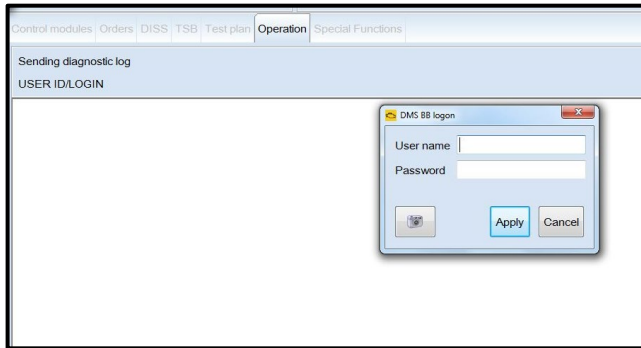 Control modules Orders DISS TSB Test plan Operation Special Functions
Sending diagnostic log
USER ID/LOGIN
DMS BB logon
User name
Password
Apply Cancel